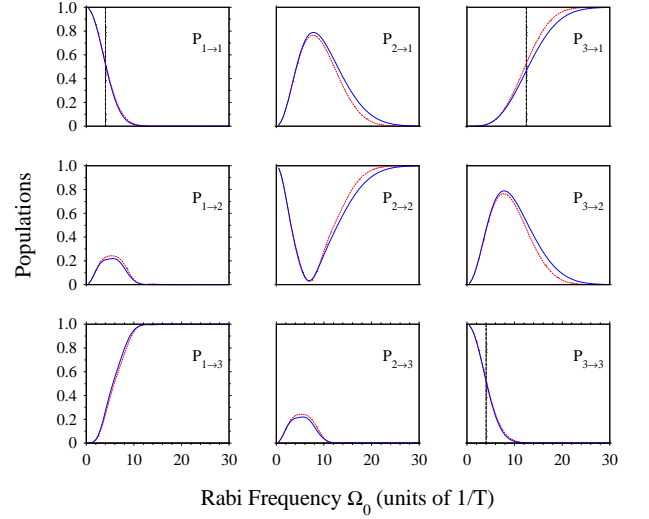 1.0
0.8
0.6
0.4
0.2
0
P1→1
P2→1
P3→1
Populations
1.0
0.8
0.6
0.4
0.2
0
P1→2
P2→2
P3→2
1.0
0.8
0.6
0.4
0.2
0
P1→3
P2→3
P3→3
0 10 20 30 0 10 20 30 0 10 20 30
Rabi Frequency Ω0 (units of 1/T)